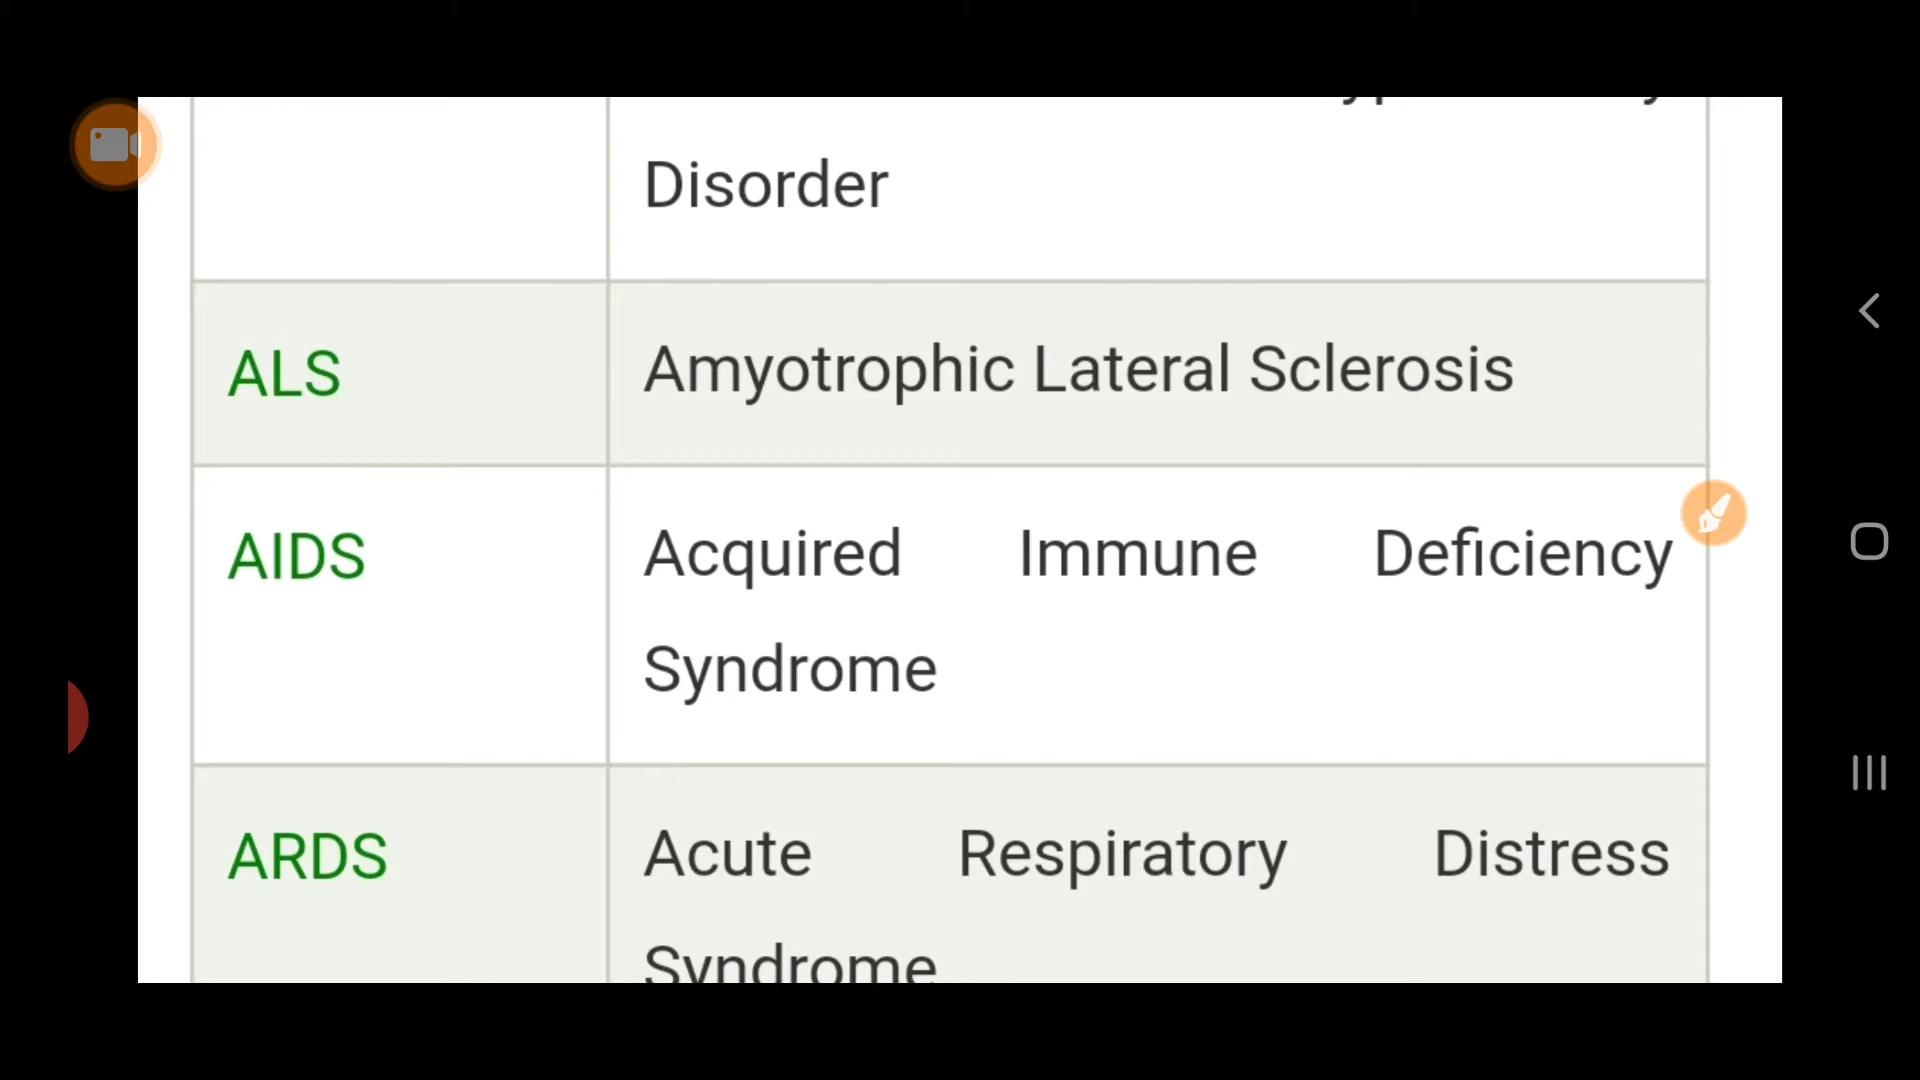 Disorder
ALS Amyotrophic Lateral Sclerosis
AIDS Acquired Immune Deficiency
Syndrome
ARDS Acute Respiratory Distress
Syndrome